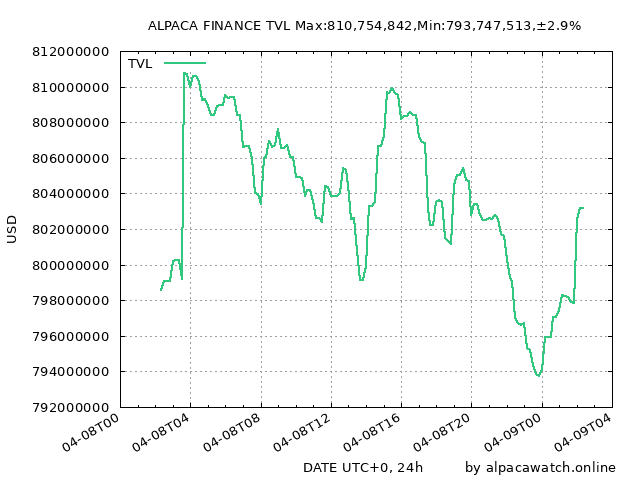 ALPACA FINANCE TVL Max:810,754,842,Min:793,747,513,±2.9%
812000000
TVL
810000000
808000000
806000000
804000000
802000000
800000000
798000000
796000000
794000000
792000000
USD
04-08T00
04-08T04
04-08T08
04-08T12
04-08T16
04-08T20
04-09T00
04-09T04
DATE UTC+0, 24h
by alpacawatch.online